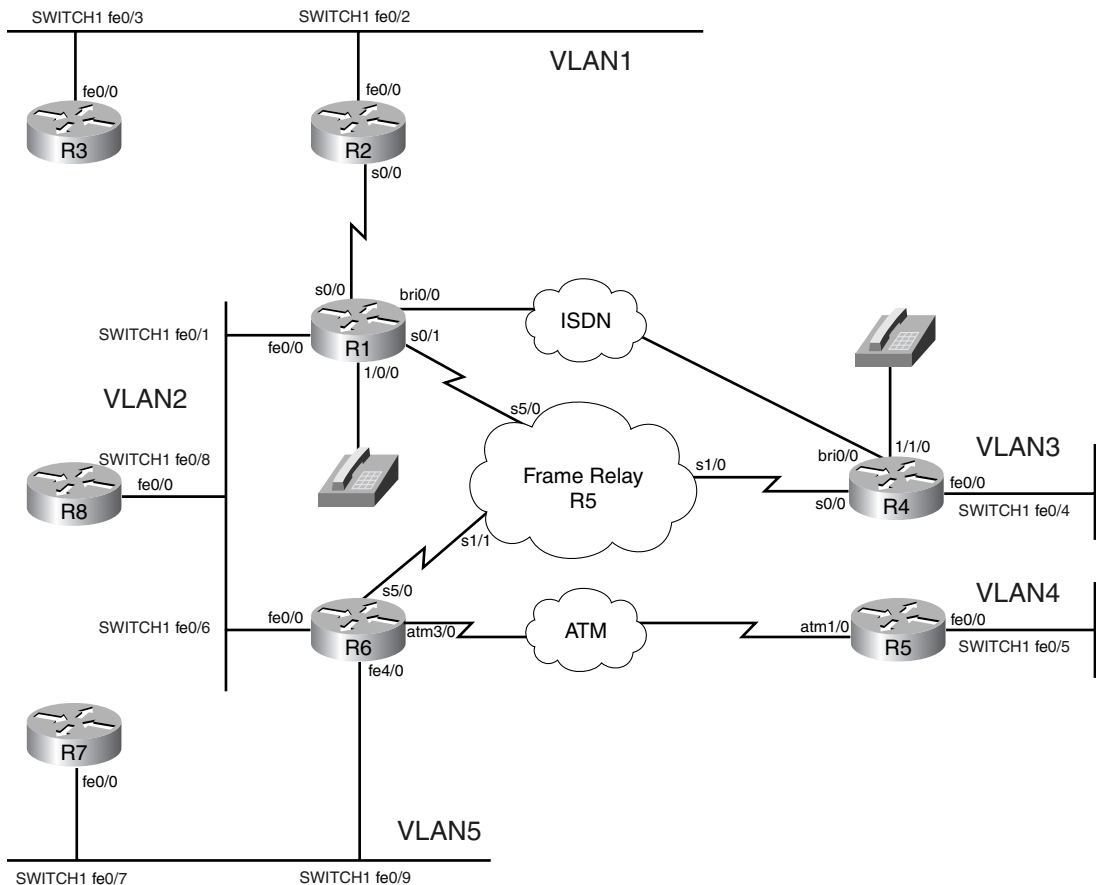 SWITCH1 fe0/3
SWITCH1 fe0/2
VLAN1
fe0/0
fe0/0
R3
R2
s0/0
s0/0
bri0/0
ISDN
SWITCH1 fe0/1
fe0/0
R1
s0/1
1/0/0
VLAN2
s5/0
SWITCH1 fe0/8
fe0/0
R8
Frame Relay
R5
s1/0
bri0/0
1/1/0
VLAN3
fe0/0
s0/0
R4
SWITCH1 fe0/4
s1/1
s5/0
VLAN4
SWITCH1 fe0/6
fe0/0
R6
atm3/0
ATM
atm1/0
R5
fe0/0
SWITCH1 fe0/5
fe4/0
R7
fe0/0
VLAN5
SWITCH1 fe0/7
SWITCH1 fe0/9